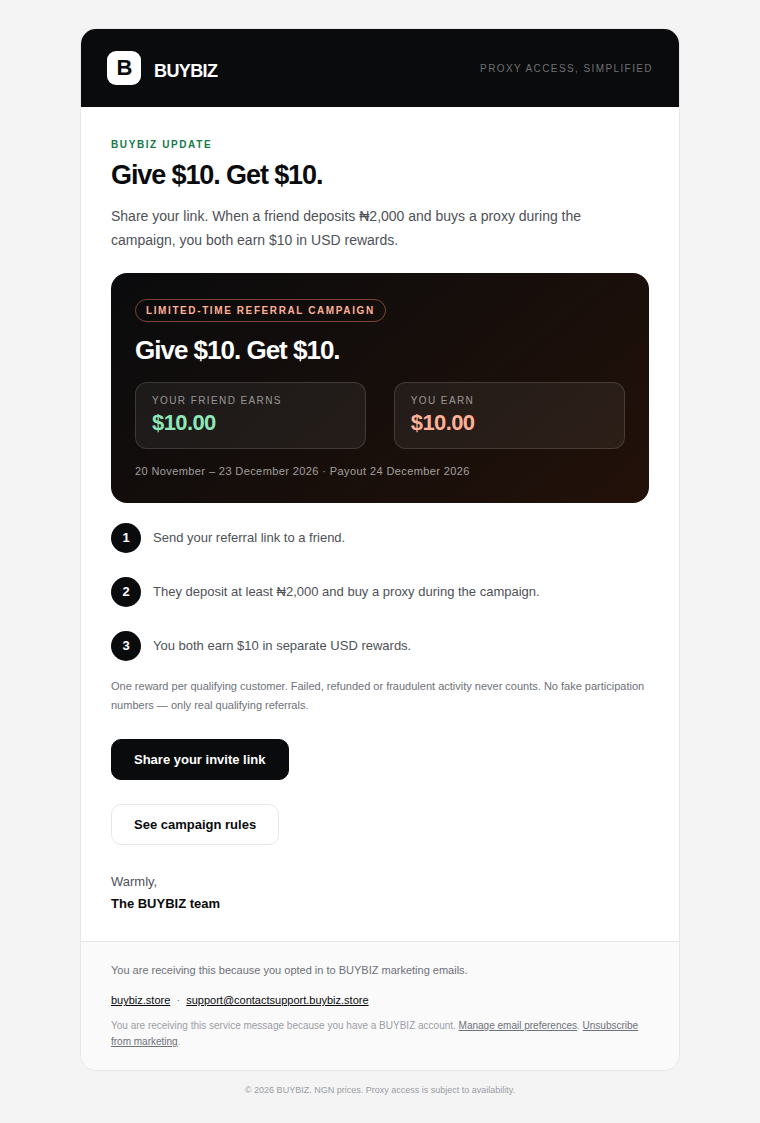 B BUYBIZ
PROXY ACCESS, SIMPLIFIED
BUYBIZ UPDATE
Give $10. Get $10.
Share your link. When a friend deposits ₦2,000 and buys a proxy during the
campaign, you both earn $10 in USD rewards.
LIMITED-TIME REFERRAL CAMPAIGN
Give $10. Get $10.
YOUR FRIEND EARNS
$10.00
YOU EARN
$10.00
20 November – 23 December 2026 · Payout 24 December 2026
1 Send your referral link to a friend.
2 They deposit at least ₦2,000 and buy a proxy during the campaign.
3 You both earn $10 in separate USD rewards.
One reward per qualifying customer. Failed, refunded or fraudulent activity never counts. No fake participation
numbers — only real qualifying referrals.
Share your invite link
See campaign rules
Warmly,
The BUYBIZ team
You are receiving this because you opted in to BUYBIZ marketing emails.
buybiz.store · support@contactsupport.buybiz.store
You are receiving this service message because you have a BUYBIZ account. Manage email preferences. Unsubscribe
from marketing.
© 2026 BUYBIZ. NGN prices. Proxy access is subject to availability.